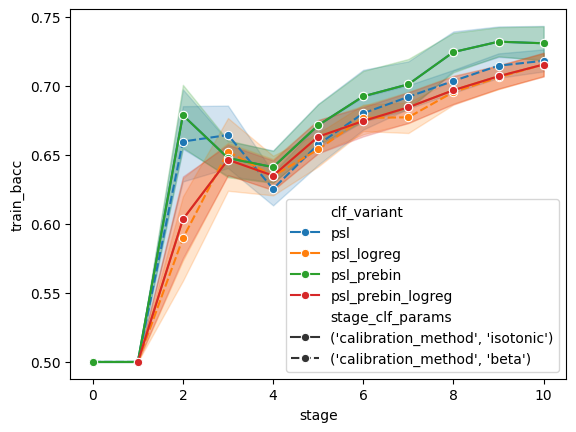 0.75
0.70
0.65
0.60
0.55
0.50
train_bacc
clf_variant
psl
psl_logreg
psl_prebin
psl_prebin_logreg
stage_clf_params
('calibration_method', 'isotonic')
('calibration_method', 'beta')
0 2 4 6 8 10
stage